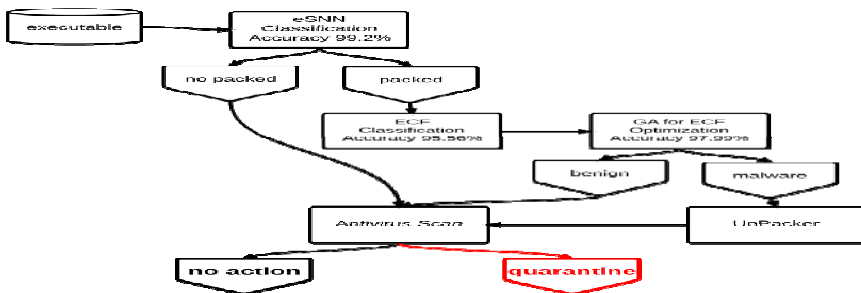 executable
eSNN
Classification
Accuracy 99.2%
no packed
packed
ECF
Classification
Accuracy 95.56%
GA for ECF
Optimization
Accuracy 97.99%
benign
malware
Antivirus Scan
UnPacker
no action
quarantine